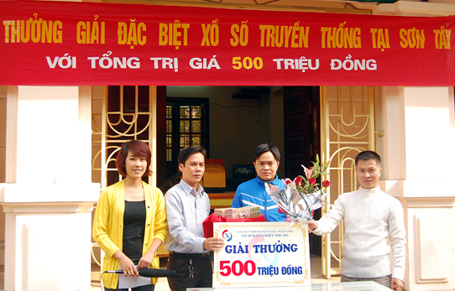 THƯỞNG GIẢI ĐẶC BIỆT XỔ SỐ TRUYỀN THỐNG TẠI SƠN TÂY
VỚI TỔNG TRỊ GIÁ 500 TRIỆU ĐỒNG
GIẢI THƯỞNG
500 TRIỆU ĐỒNG